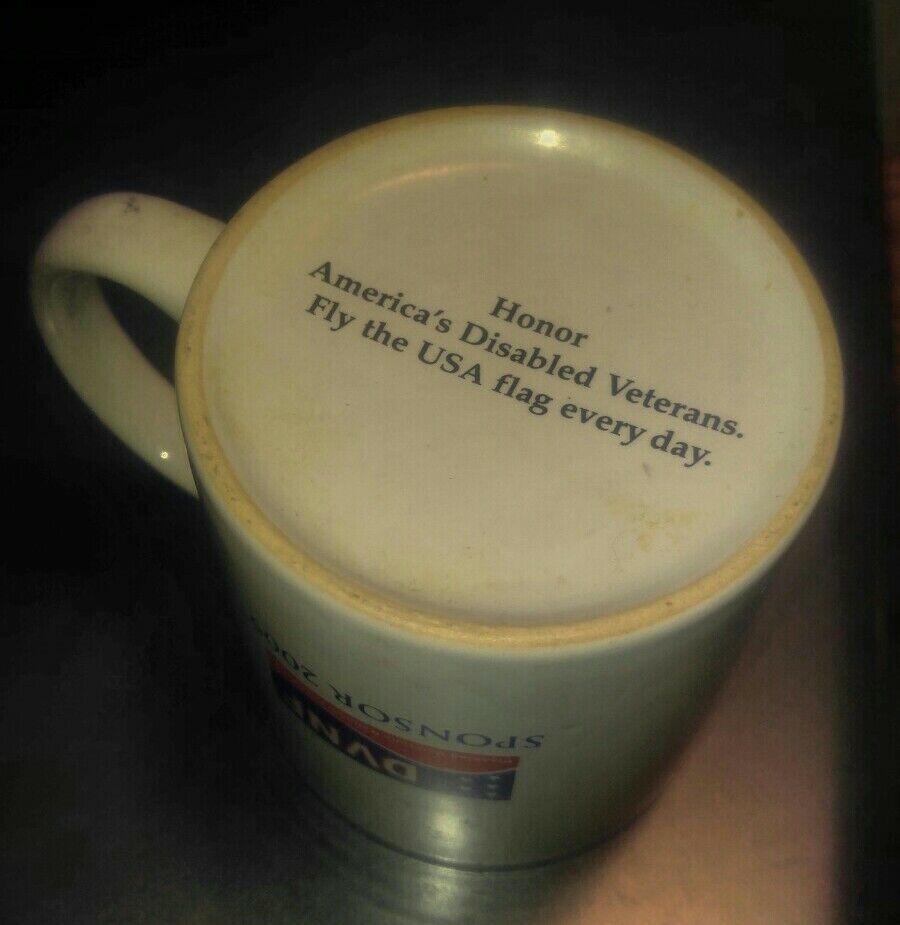 Honor
America's Disabled Veterans.
Fly the USA flag every day.
SPONSOR